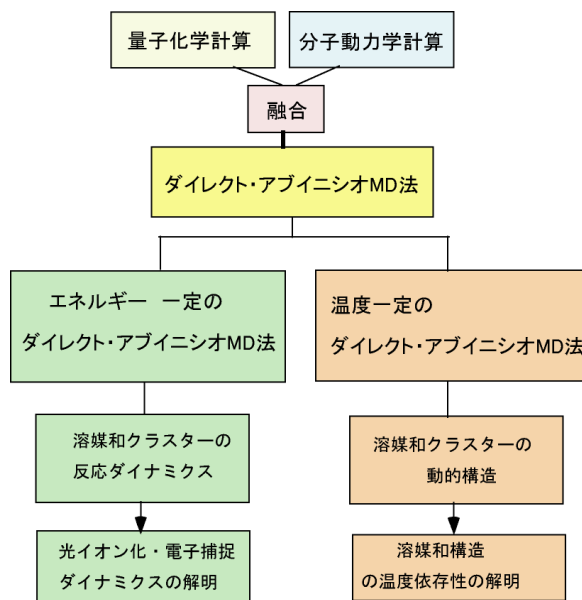 量子化学計算
分子動力学計算
融合
ダイレクト・アブイニシオMD法
エネルギー 一定の
ダイレクト・アブイニシオMD法
温度一定の
ダイレクト・アブイニシオMD法
溶媒和クラスターの
反応ダイナミクス
溶媒和クラスターの
動的構造
光イオン化・電子捕捉
ダイナミクスの解明
溶媒和構造
の温度依存性の解明